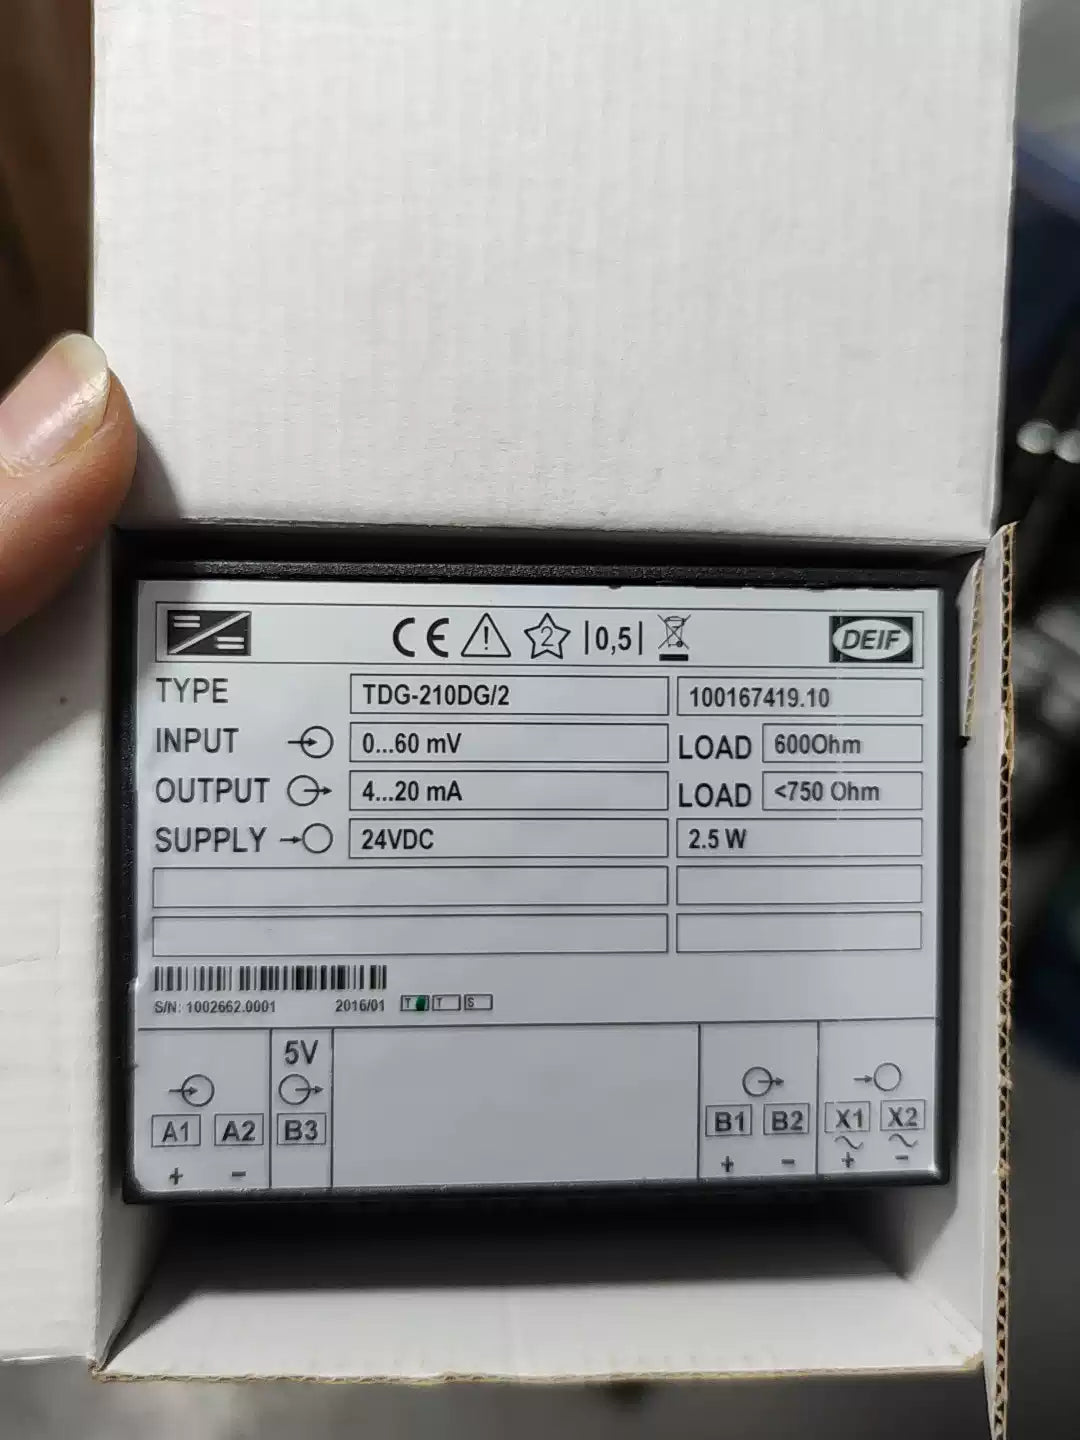 CE 2 |0,5| DEIF
TYPE TDG-210DG/2 100167419.10
INPUT 0...60 mV LOAD 600Ohm
OUTPUT 4...20 mA LOAD <750 Ohm
SUPPLY 24VDC 2.5 W
S/N: 1002662.0001 2016/01 T T S
5V
A1 A2 B3 B1 B2 X1 X2
+ - + - + -